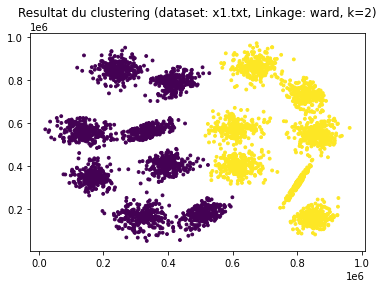 Resultat du clustering (dataset: x1.txt, Linkage: ward, k=2)
1e6
1.0
0.8
0.6
0.4
0.2
0.0 0.2 0.4 0.6 0.8 1.0
1e6